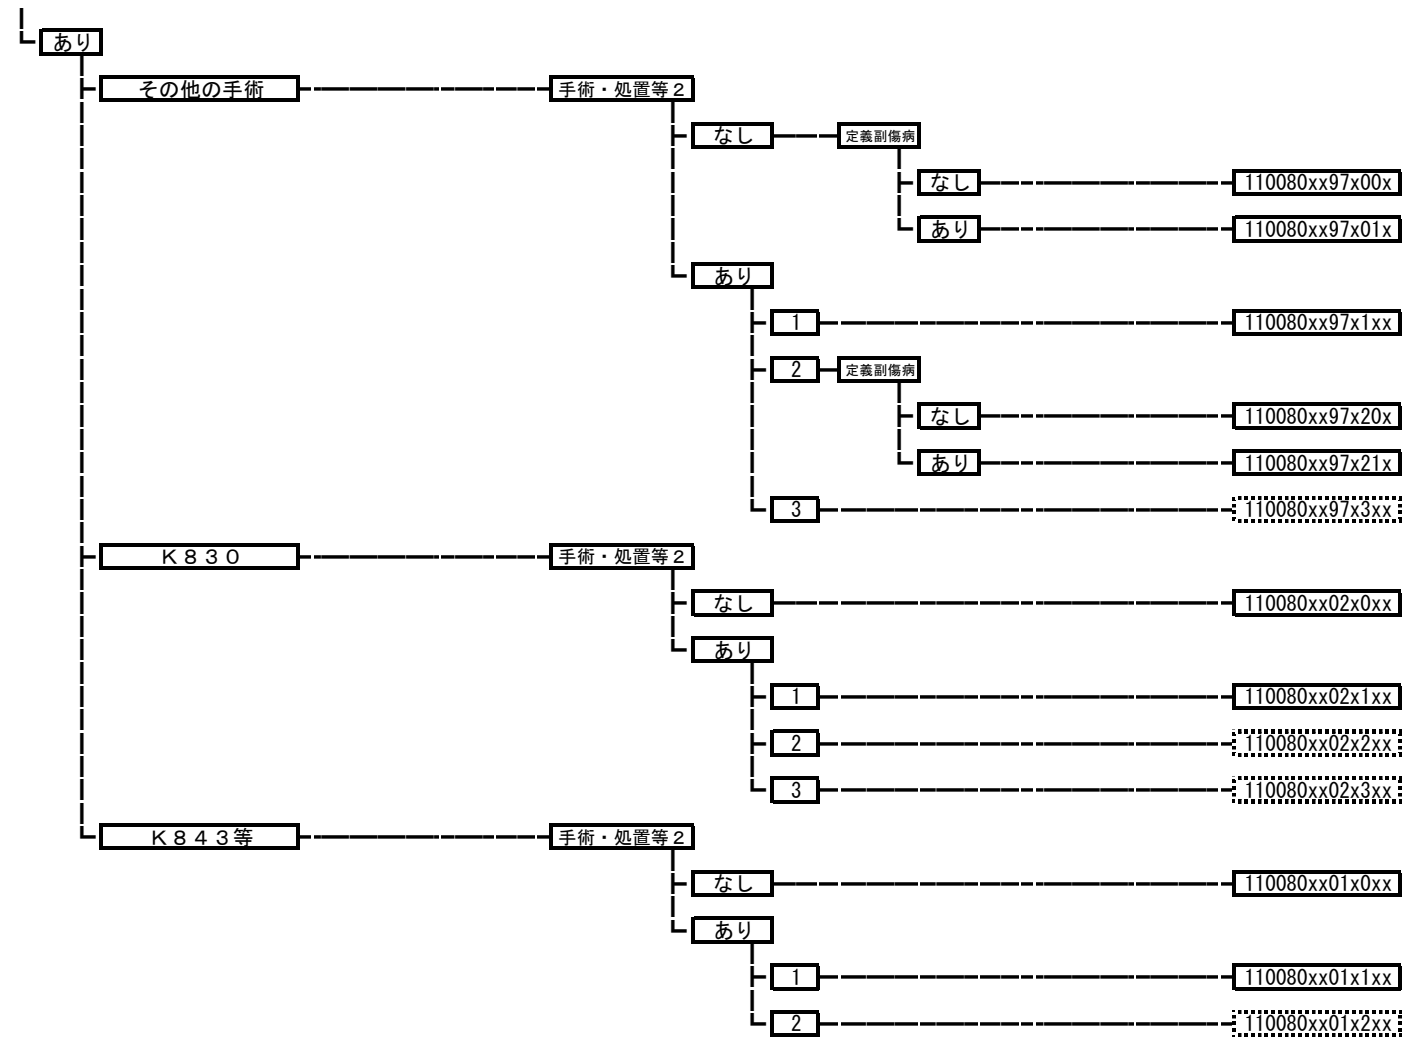 あり
その他の手術 手術・処置等２
なし 定義副傷病
なし 110080xx97x00x
あり 110080xx97x01x
あり
1 110080xx97x1xx
2 定義副傷病
なし 110080xx97x20x
あり 110080xx97x21x
3 110080xx97x3xx
Ｋ８３０ 手術・処置等２
なし 110080xx02x0xx
あり
1 110080xx02x1xx
2 110080xx02x2xx
3 110080xx02x3xx
Ｋ８４３等 手術・処置等２
なし 110080xx01x0xx
あり
1 110080xx01x1xx
2 110080xx01x2xx